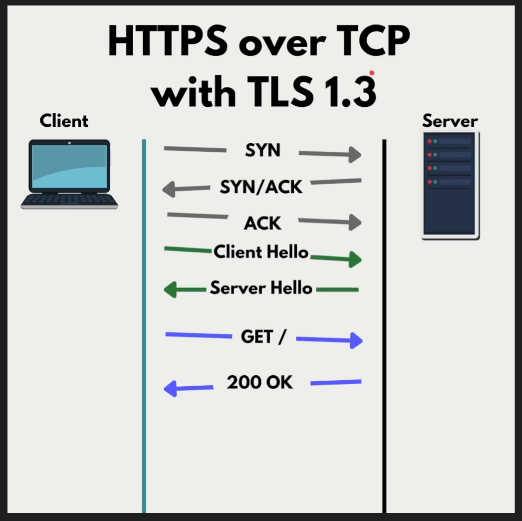 HTTPS over TCP
with TLS 1.3
Client
Server
SYN
SYN/ACK
ACK
Client Hello
Server Hello
GET /
200 OK